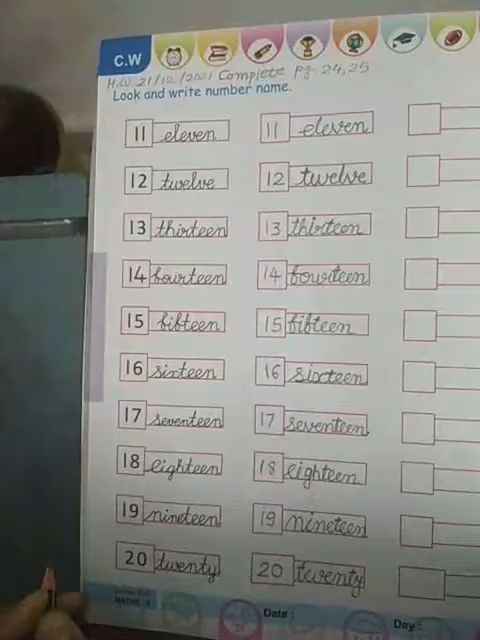 C.W
H.W 21/12/2021 Complete Pg 24,25
Look and write number name.
11 eleven 11 eleven
12 twelve 12 twelve
13 thirteen 13 thirteen
14 fourteen 14 fourteen
15 fifteen 15 fifteen
16 sixteen 16 sixteen
17 seventeen 17 seventeen
18 eighteen 18 eighteen
19 nineteen 19 nineteen
20 twenty 20 twenty
Date : Day :